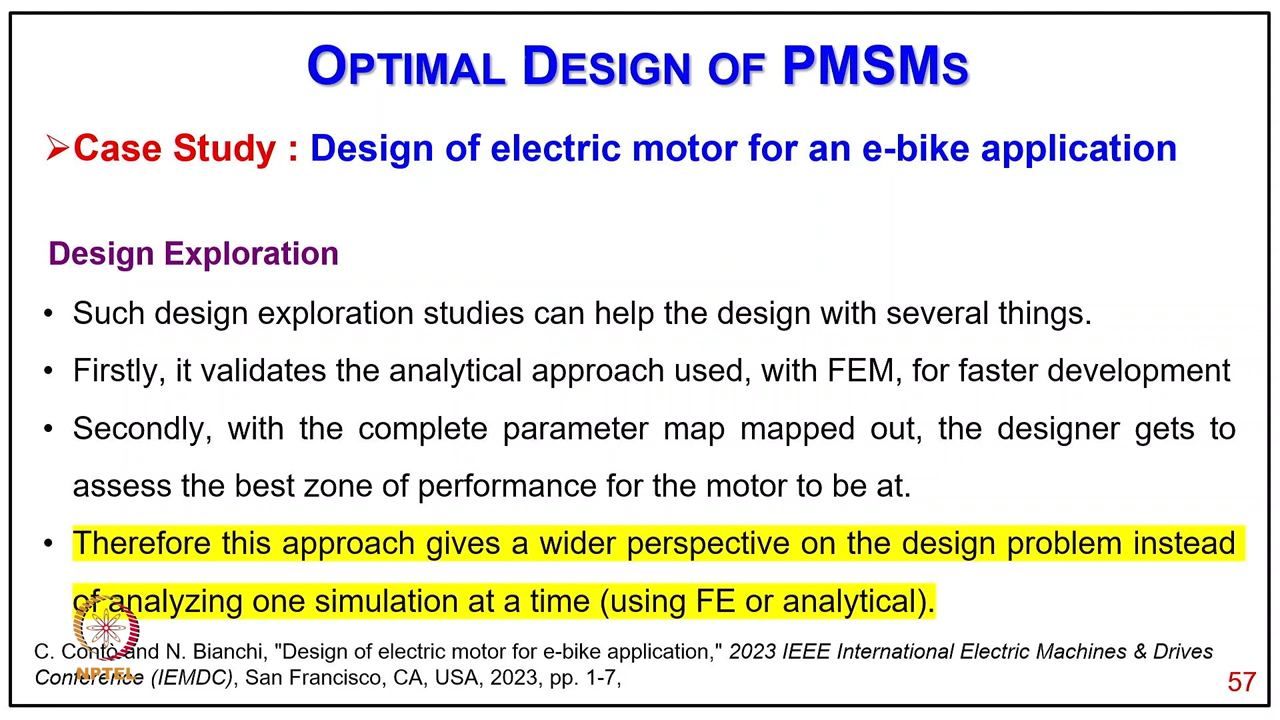 OPTIMAL DESIGN OF PMSMS
➢Case Study : Design of electric motor for an e-bike application
Design Exploration
• Such design exploration studies can help the design with several things.
• Firstly, it validates the analytical approach used, with FEM, for faster development
• Secondly, with the complete parameter map mapped out, the designer gets to
assess the best zone of performance for the motor to be at.
• Therefore this approach gives a wider perspective on the design problem instead
of analyzing one simulation at a time (using FE or analytical).
C. Contò and N. Bianchi, "Design of electric motor for e-bike application," 2023 IEEE International Electric Machines & Drives
Conference (IEMDC), San Francisco, CA, USA, 2023, pp. 1-7,
NPTEL
57